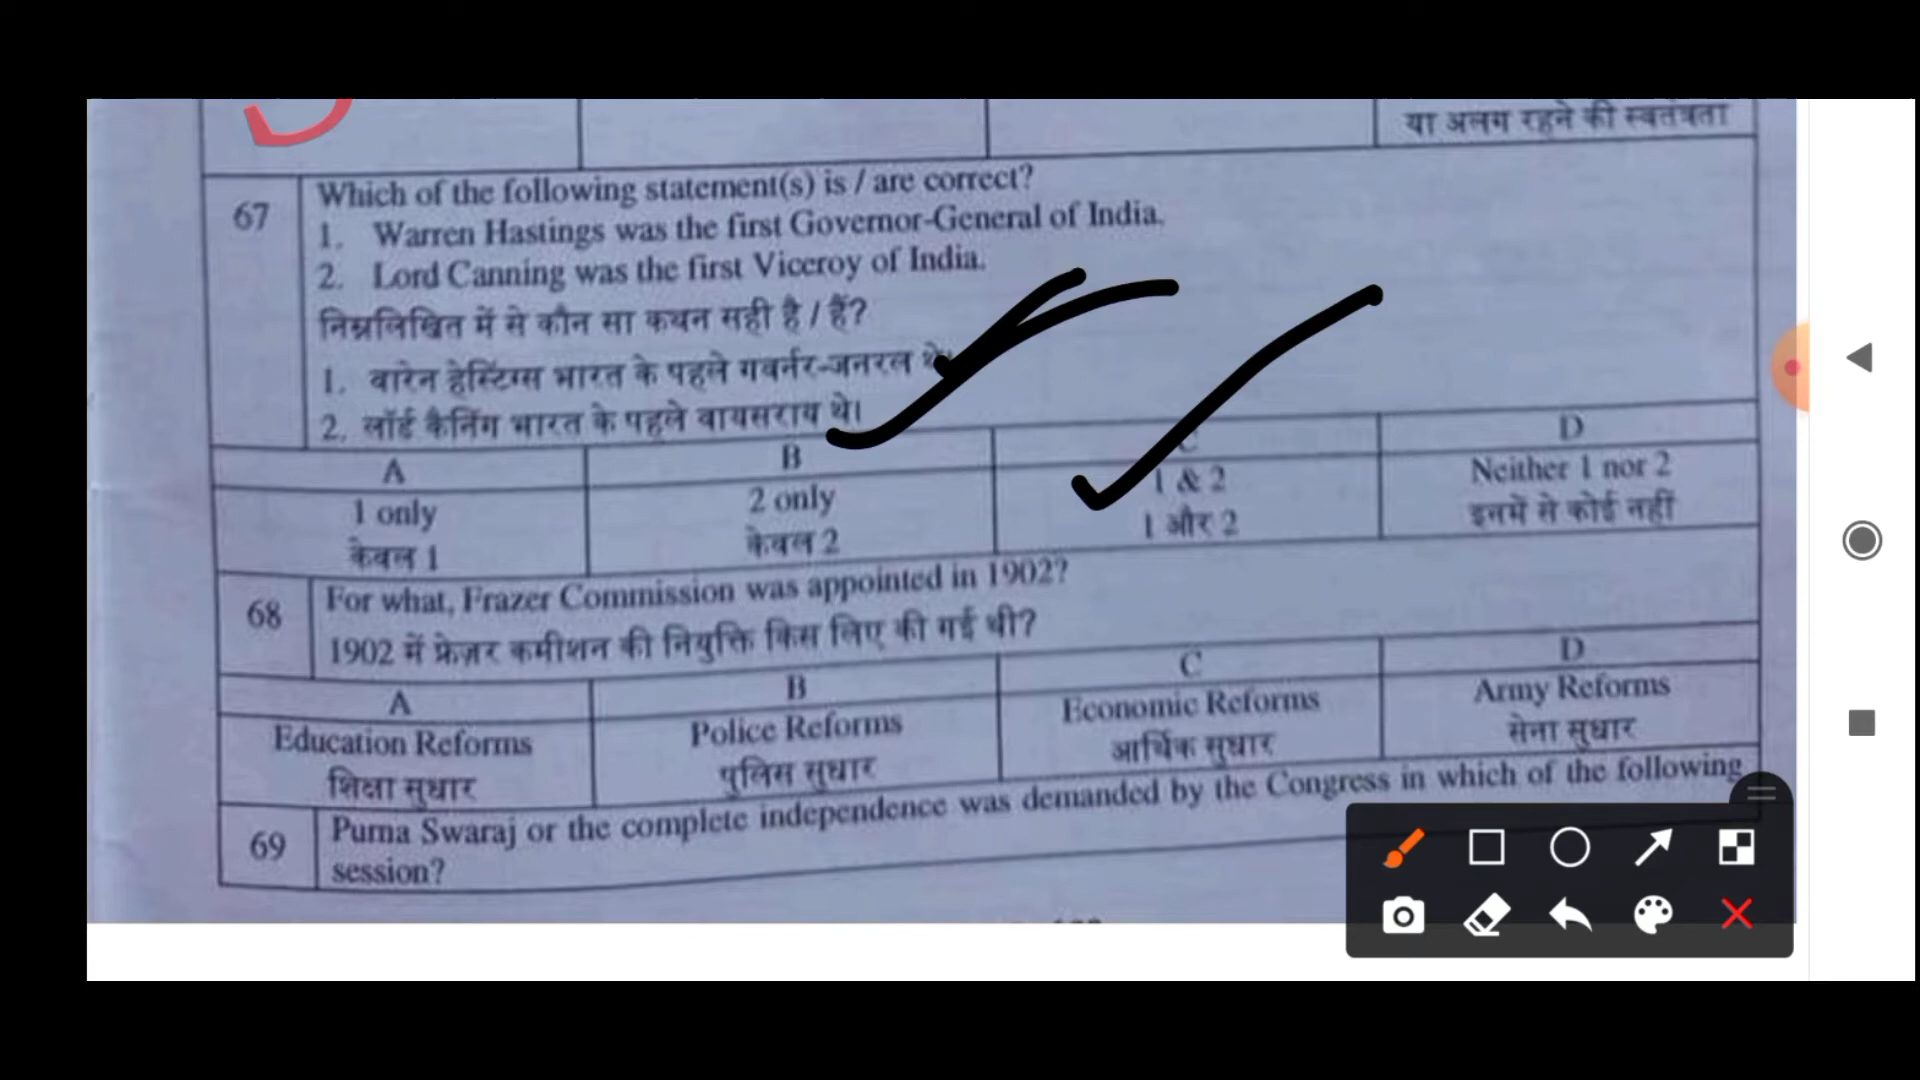 या अलग रहने की स्वतंत्रता
67
Which of the following statement(s) is / are correct?
1. Warren Hastings was the first Governor-General of India.
2. Lord Canning was the first Viceroy of India.
निम्नलिखित में से कौन सा कथन सही है / हैं?
1. वारेन हेस्टिंग्स भारत के पहले गवर्नर-जनरल थे।
2. लॉर्ड कैनिंग भारत के पहले वायसराय थे।
A B C D
1 only 2 only 1 & 2 Neither 1 nor 2
केवल 1 केवल 2 1 और 2 इनमें से कोई नहीं
68
For what, Frazer Commission was appointed in 1902?
1902 में फ्रेज़र कमीशन की नियुक्ति किस लिए की गई थी?
A B C D
Education Reforms Police Reforms Economic Reforms Army Reforms
शिक्षा सुधार पुलिस सुधार आर्थिक सुधार सेना सुधार
69
Purna Swaraj or the complete independence was demanded by the Congress in which of the following
session?